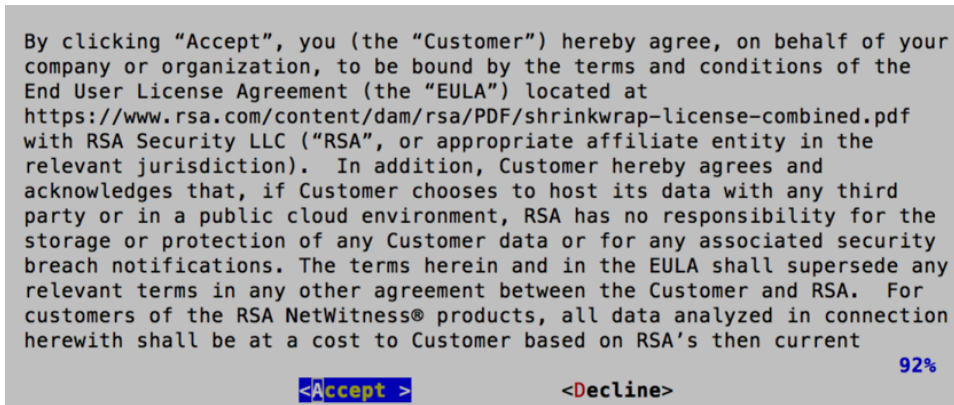 By clicking “Accept”, you (the “Customer”) hereby agree, on behalf of your
company or organization, to be bound by the terms and conditions of the
End User License Agreement (the “EULA”) located at
https://www.rsa.com/content/dam/rsa/PDF/shrinkwrap-license-combined.pdf
with RSA Security LLC (“RSA”, or appropriate affiliate entity in the
relevant jurisdiction).  In addition, Customer hereby agrees and
acknowledges that, if Customer chooses to host its data with any third
party or in a public cloud environment, RSA has no responsibility for the
storage or protection of any Customer data or for any associated security
breach notifications. The terms herein and in the EULA shall supersede any
relevant terms in any other agreement between the Customer and RSA.  For
customers of the RSA NetWitness® products, all data analyzed in connection
herewith shall be at a cost to Customer based on RSA’s then current
92%
<Accept > <Decline>